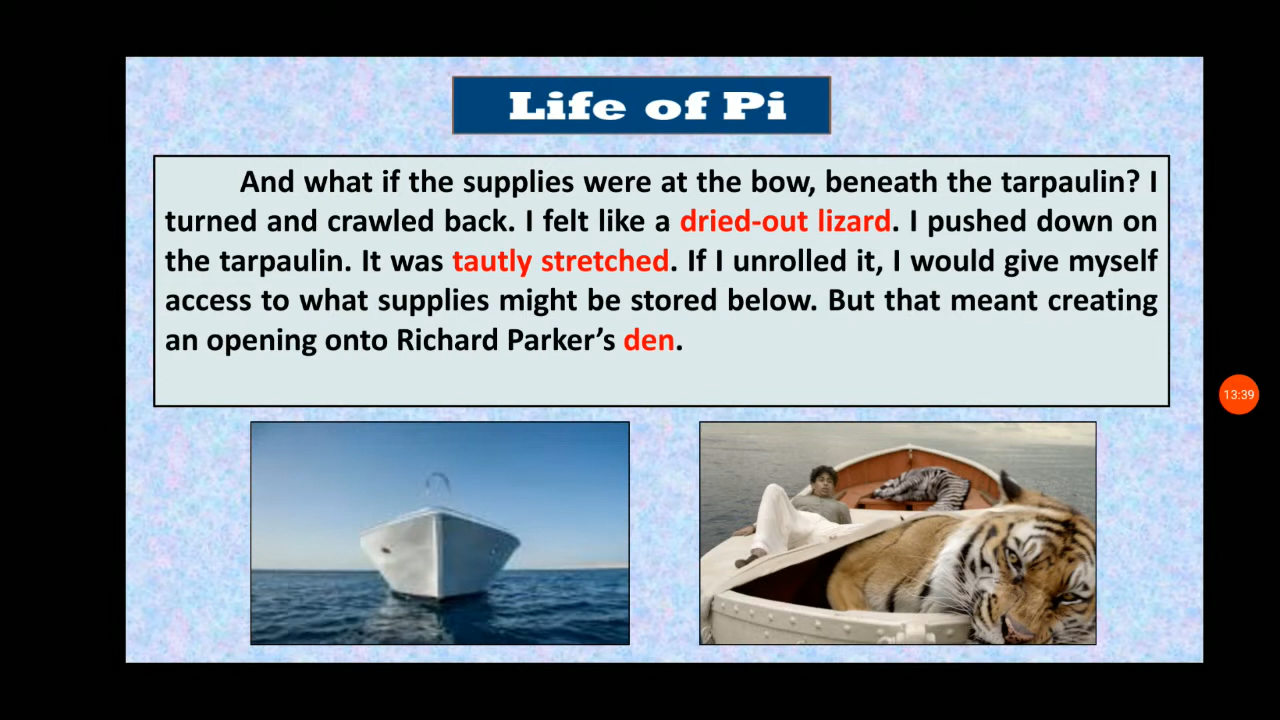 Life of Pi
And what if the supplies were at the bow, beneath the tarpaulin? I
turned and crawled back. I felt like a dried-out lizard. I pushed down on
the tarpaulin. It was tautly stretched. If I unrolled it, I would give myself
access to what supplies might be stored below. But that meant creating
an opening onto Richard Parker’s den.
13:39